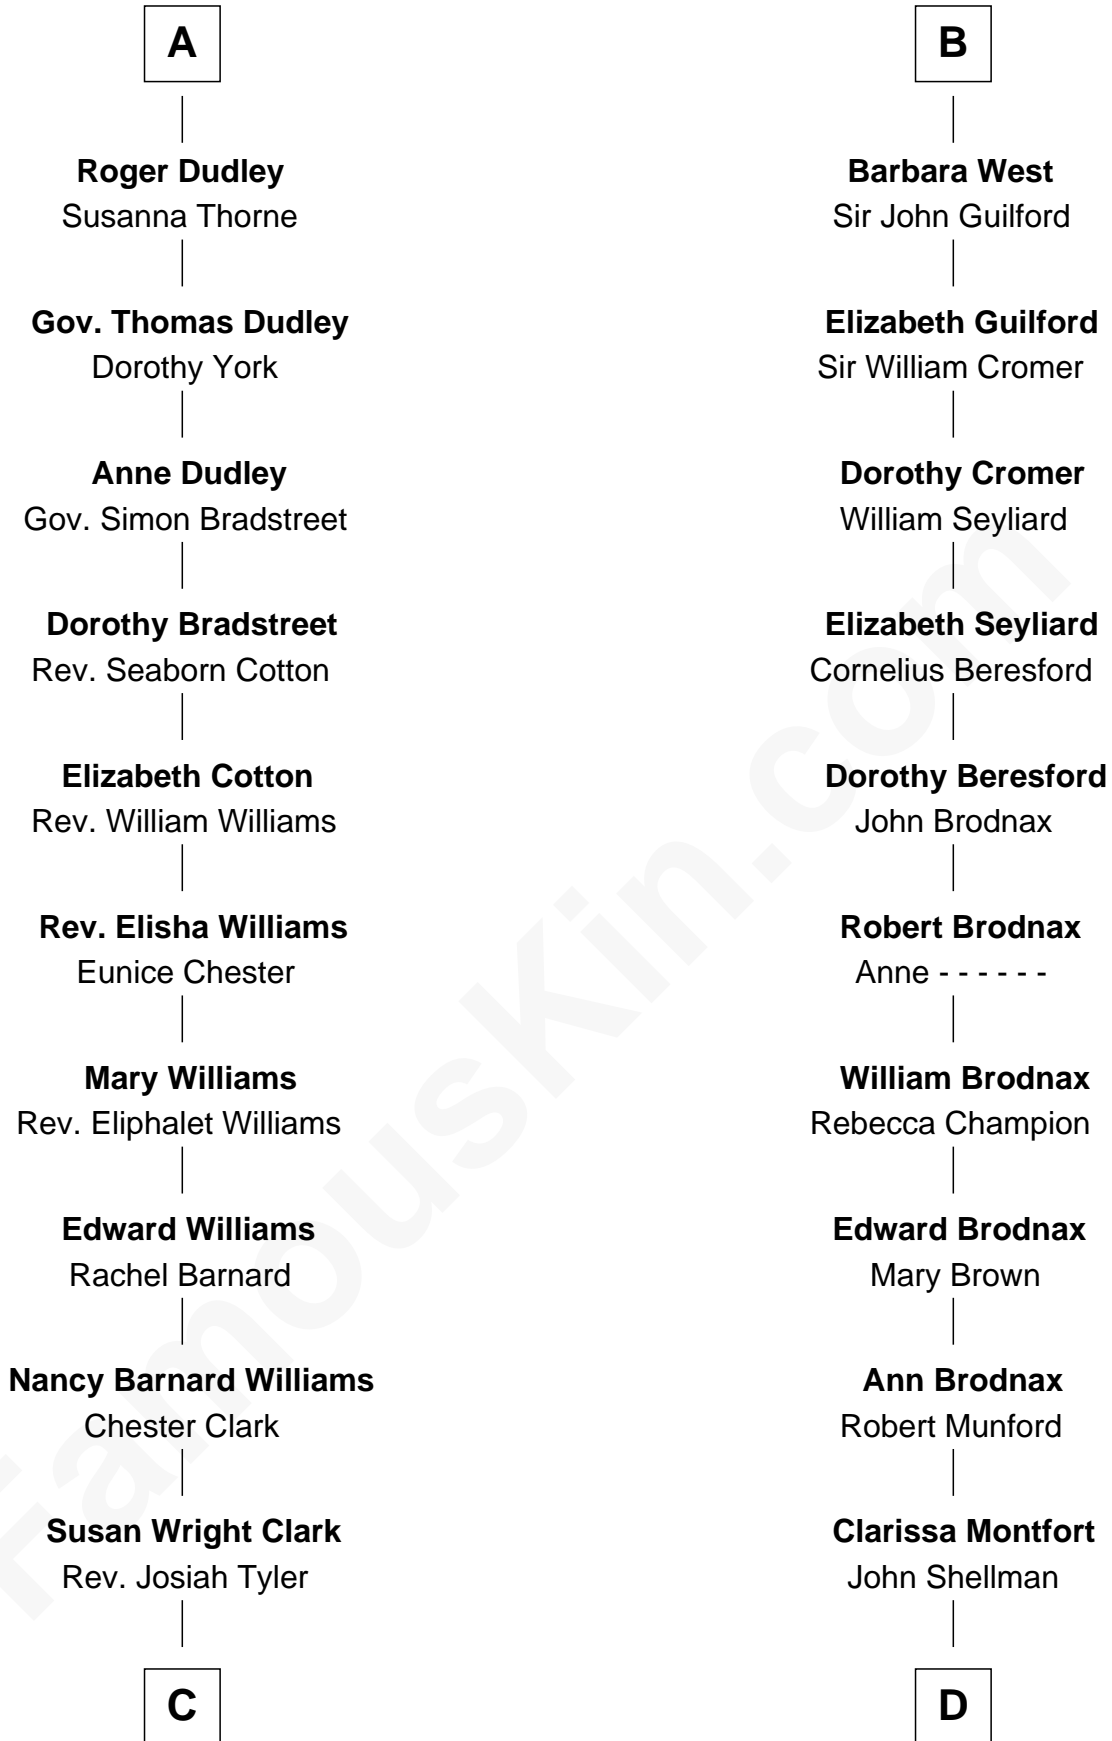 A
Roger Dudley
Susanna Thorne
Gov. Thomas Dudley
Dorothy York
Anne Dudley
Gov. Simon Bradstreet
Dorothy Bradstreet
Rev. Seaborn Cotton
Elizabeth Cotton
Rev. William Williams
Rev. Elisha Williams
Eunice Chester
Mary Williams
Rev. Eliphalet Williams
Edward Williams
Rachel Barnard
Nancy Barnard Williams
Chester Clark
Susan Wright Clark
Rev. Josiah Tyler
C
B
Barbara West
Sir John Guilford
Elizabeth Guilford
Sir William Cromer
Dorothy Cromer
William Seyliard
Elizabeth Seyliard
Cornelius Beresford
Dorothy Beresford
John Brodnax
Robert Brodnax
Anne - - - - - -
William Brodnax
Rebecca Champion
Edward Brodnax
Mary Brown
Ann Brodnax
Robert Munford
Clarissa Montfort
John Shellman
D
FamousKin.com